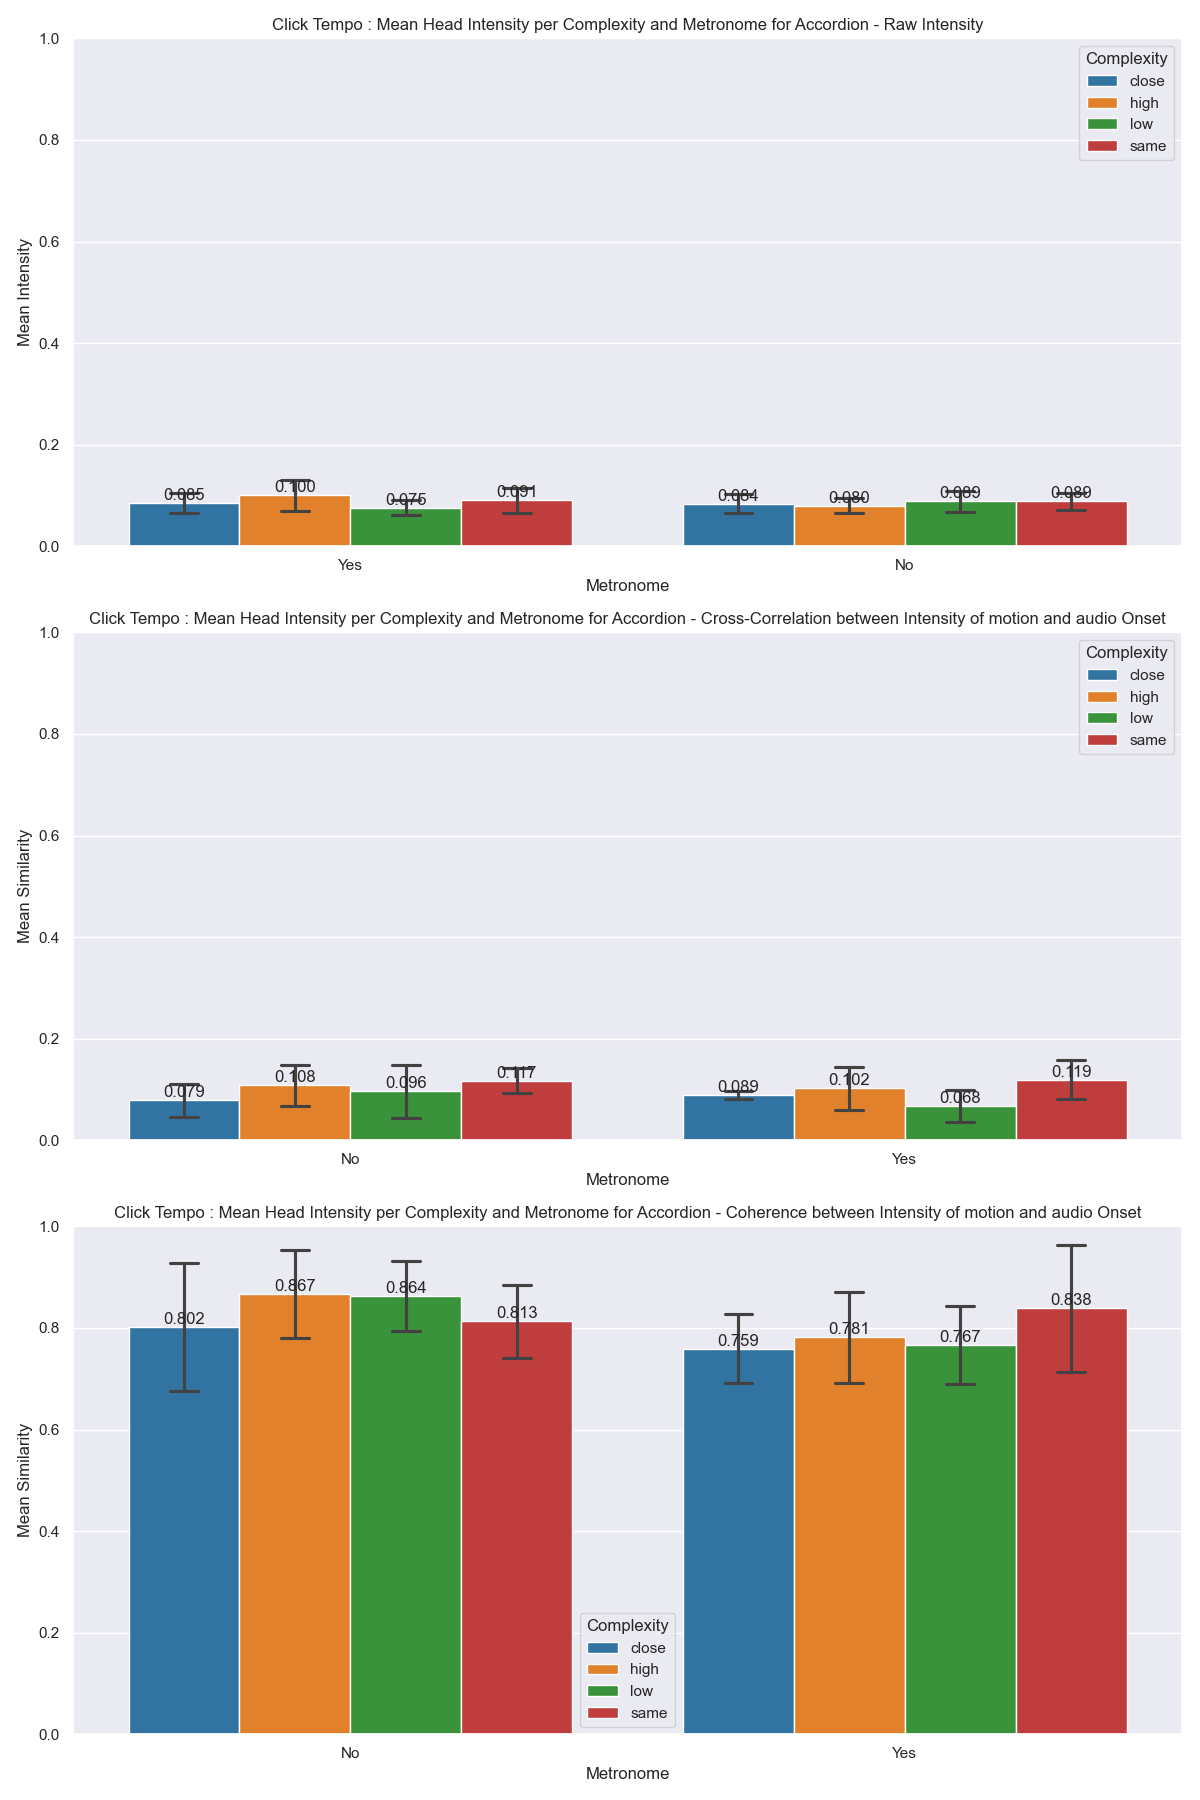 Click Tempo : Mean Head Intensity per Complexity and Metronome for Accordion - Raw Intensity
1.0
0.8
0.6
0.4
0.2
0.0
Mean Intensity
Complexity
close
high
low
same
0.085
0.100
0.075
0.091
0.084
0.080
0.089
0.089
Yes
No
Metronome
Click Tempo : Mean Head Intensity per Complexity and Metronome for Accordion - Cross-Correlation between Intensity of motion and audio Onset
1.0
0.8
0.6
0.4
0.2
0.0
Mean Similarity
Complexity
close
high
low
same
0.079
0.108
0.096
0.117
0.089
0.102
0.068
0.119
No
Yes
Metronome
Click Tempo : Mean Head Intensity per Complexity and Metronome for Accordion - Coherence between Intensity of motion and audio Onset
1.0
0.8
0.6
0.4
0.2
0.0
Mean Similarity
0.802
0.867
0.864
0.813
0.759
0.781
0.767
0.838
Complexity
close
high
low
same
No
Yes
Metronome